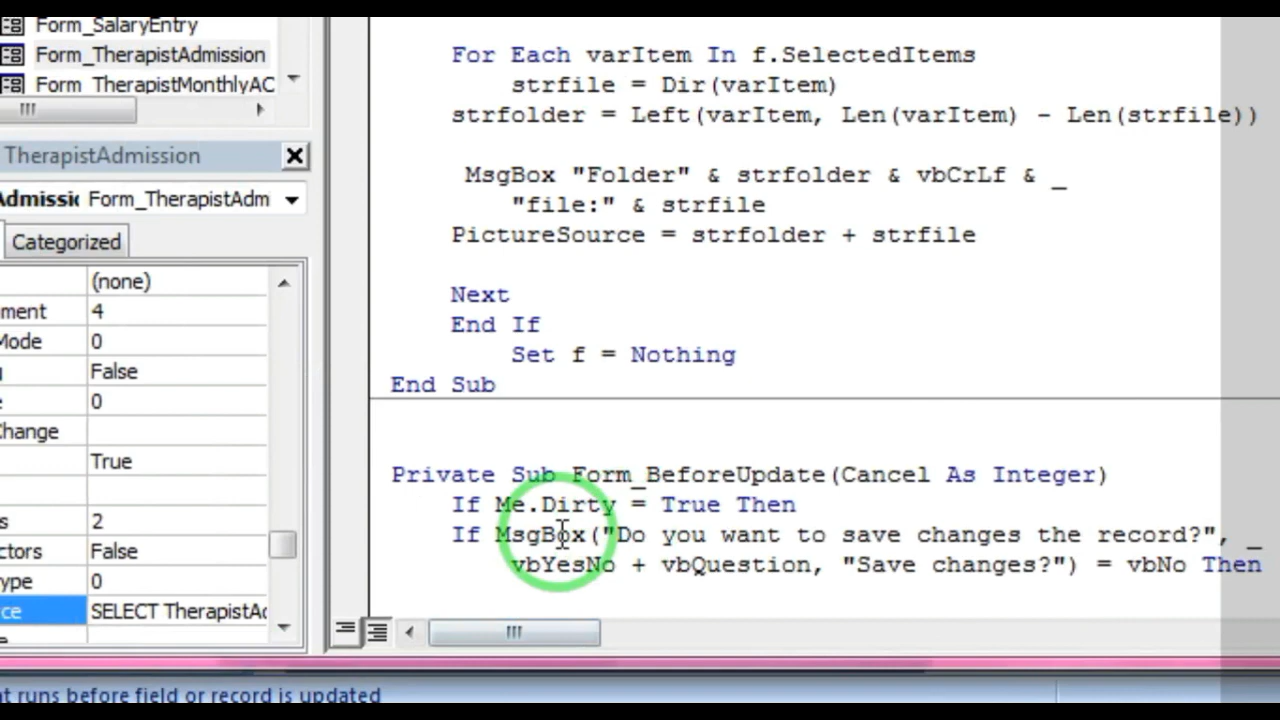 Form_SalaryEntry
Form_TherapistAdmission
Form_TherapistMonthlyAC
TherapistAdmission
Form_TherapistAdm
Categorized
(none)
ment 4
Mode 0
False
0
Change
True
s 2
ctors False
ype 0
ce SELECT TherapistAd
For Each varItem In f.SelectedItems
strfile = Dir(varItem)
strfolder = Left(varItem, Len(varItem) - Len(strfile))
MsgBox "Folder" & strfolder & vbCrLf & _
"file:" & strfile
PictureSource = strfolder + strfile
Next
End If
Set f = Nothing
End Sub
Private Sub Form_BeforeUpdate(Cancel As Integer)
If Me.Dirty = True Then
If MsgBox("Do you want to save changes the record?", _
vbYesNo + vbQuestion, "Save changes?") = vbNo Then
at runs before field or record is updated